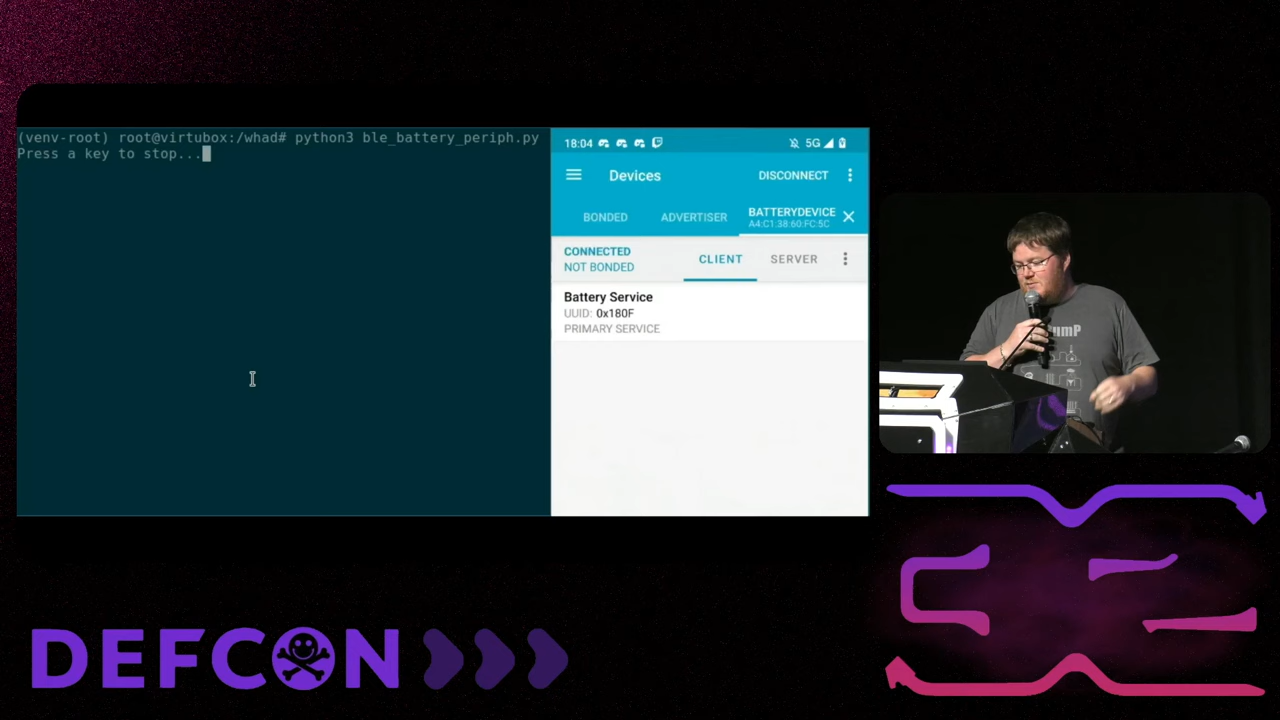 (venv-root) root@virtubox:/whad# python3 ble_battery_periph.py
Press a key to stop...
18:04
5G
Devices
DISCONNECT
BONDED
ADVERTISER
BATTERYDEVICE
A4:C1:38:60:FC:5C
CONNECTED
NOT BONDED
CLIENT
SERVER
Battery Service
UUID: 0x180F
PRIMARY SERVICE
DEFCON